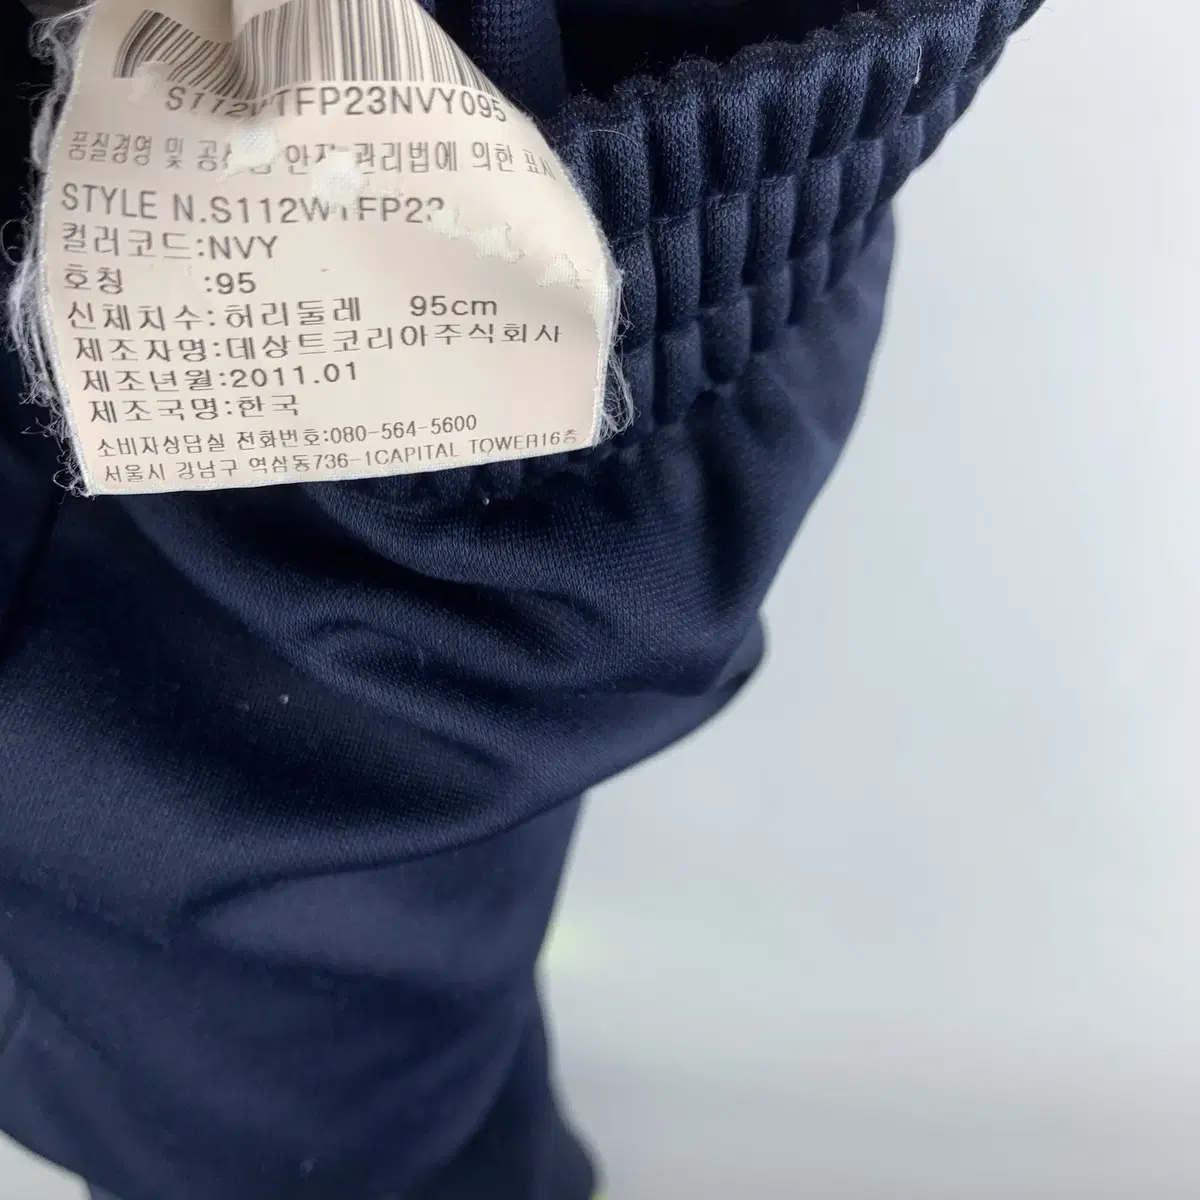 S112WTFP23NVY095
품질경영 및 안전관리법에 의한 표시
STYLE N.S112WTFP23
컬러코드:NVY
호칭 :95
신체치수:허리둘레 95cm
제조자명:데상트코리아주식회사
제조년월:2011.01
제조국명:한국
소비자상담실 전화번호:080-564-5600
서울시 강남구 역삼동736-1CAPITAL TOWER16층